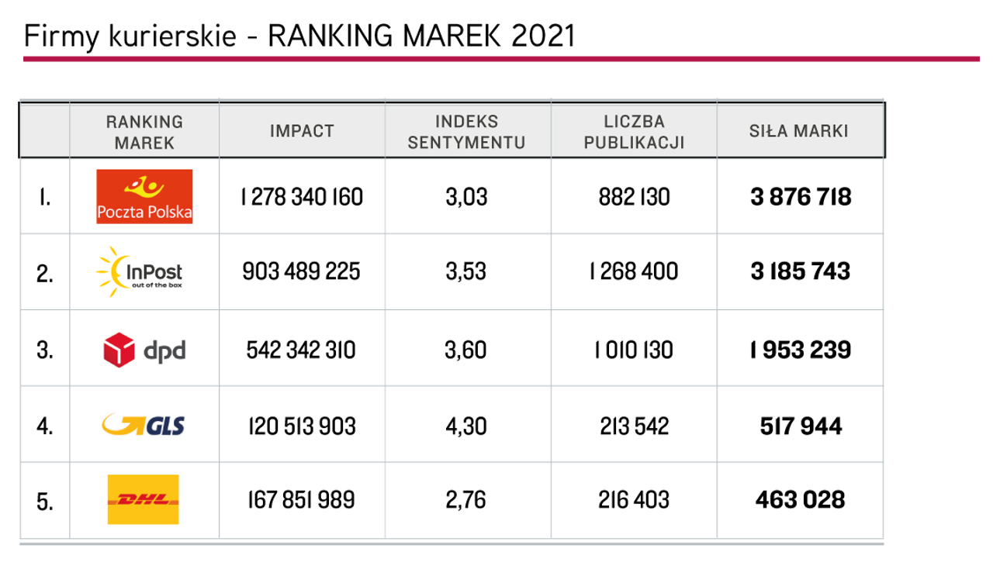 Firmy kurierskie - RANKING MAREK 2021
RANKING MAREK IMPACT INDEKS SENTYMENTU LICZBA PUBLIKACJI SIŁA MARKI
1. Poczta Polska 1 278 340 160 3,03 882 130 3 876 718
2. InPost out of the box 903 489 225 3,53 1 268 400 3 185 743
3. dpd 542 342 310 3,60 1 010 130 1 953 239
4. GLS 120 513 903 4,30 213 542 517 944
5. DHL 167 851 989 2,76 216 403 463 028